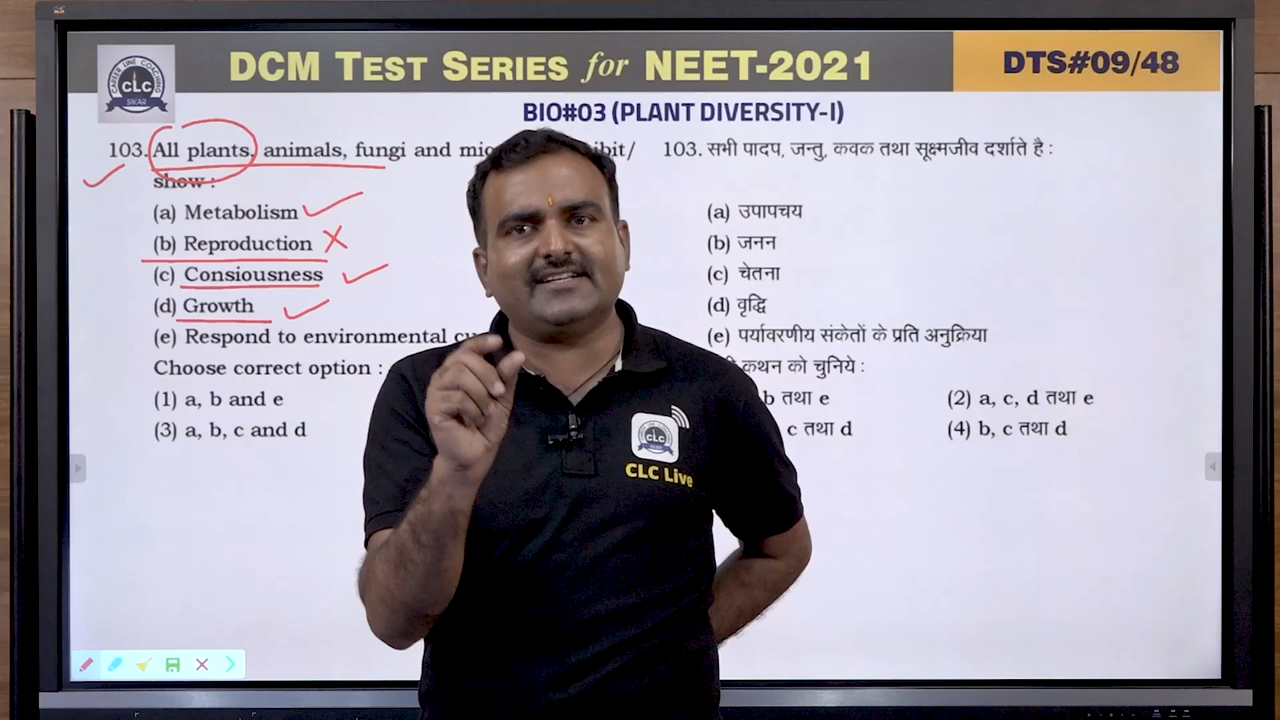 DCM TEST SERIES for NEET-2021
DTS#09/48
CAREER LINE COACHING
CLC
SIKAR
BIO#03 (PLANT DIVERSITY-I)
103. All plants, animals, fungi and
show :
(a) Metabolism
(b) Reproduction
(c) Consiousness
(d) Growth
(e) Respond to environmental
Choose correct option :
(1) a, b and e
(3) a, b, c and d
103. सभी पादप, जन्तु, कवक तथा सूक्ष्मजीव दर्शाते है :
(a) उपापचय
(b) जनन
(c) चेतना
(d) वृद्धि
(e) पर्यावरणीय संकेतों के प्रति अनुक्रिया
कथन को चुनिये :
b तथा e
(2) a, c, d तथा e
c तथा d
(4) b, c तथा d
CLC
SIKAR
CLC Live